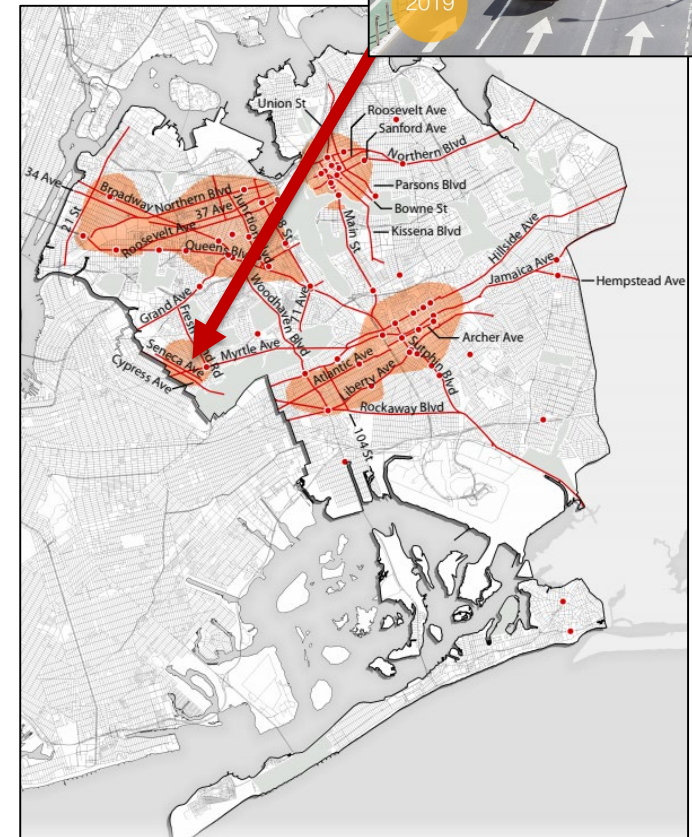 2019
Union St
Roosevelt Ave
Sanford Ave
Northern Blvd
34 Ave
Broadway
Northern Blvd
Parsons Blvd
21 St
37 Ave
Bowne St
Roosevelt Ave
Main St
Kissena Blvd
Queens
Hillside Ave
Jamaica Ave
Hempstead Ave
Woodhaven Blvd
71 Ave
Grand Ave
Archer Ave
Seneca Ave
Myrtle Ave
Atlantic Ave
Sutphin Blvd
Cypress Ave
Liberty Ave
Rockaway Blvd
104 St